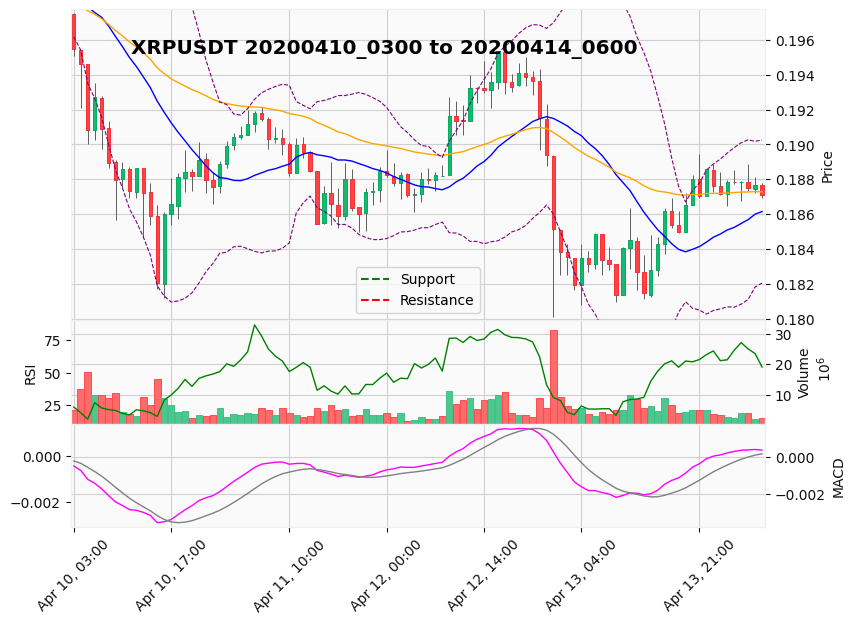 XRPUSDT 20200410_0300 to 20200414_0600
0.196
0.194
0.192
0.190
0.188
0.186
0.184
0.182
0.180
Price
Support
Resistance
75
50
25
RSI
30
20
10
Volume
10^6
0.000
−0.002
0.000
−0.002
MACD
Apr 10, 03:00
Apr 10, 17:00
Apr 11, 10:00
Apr 12, 00:00
Apr 12, 14:00
Apr 13, 04:00
Apr 13, 21:00